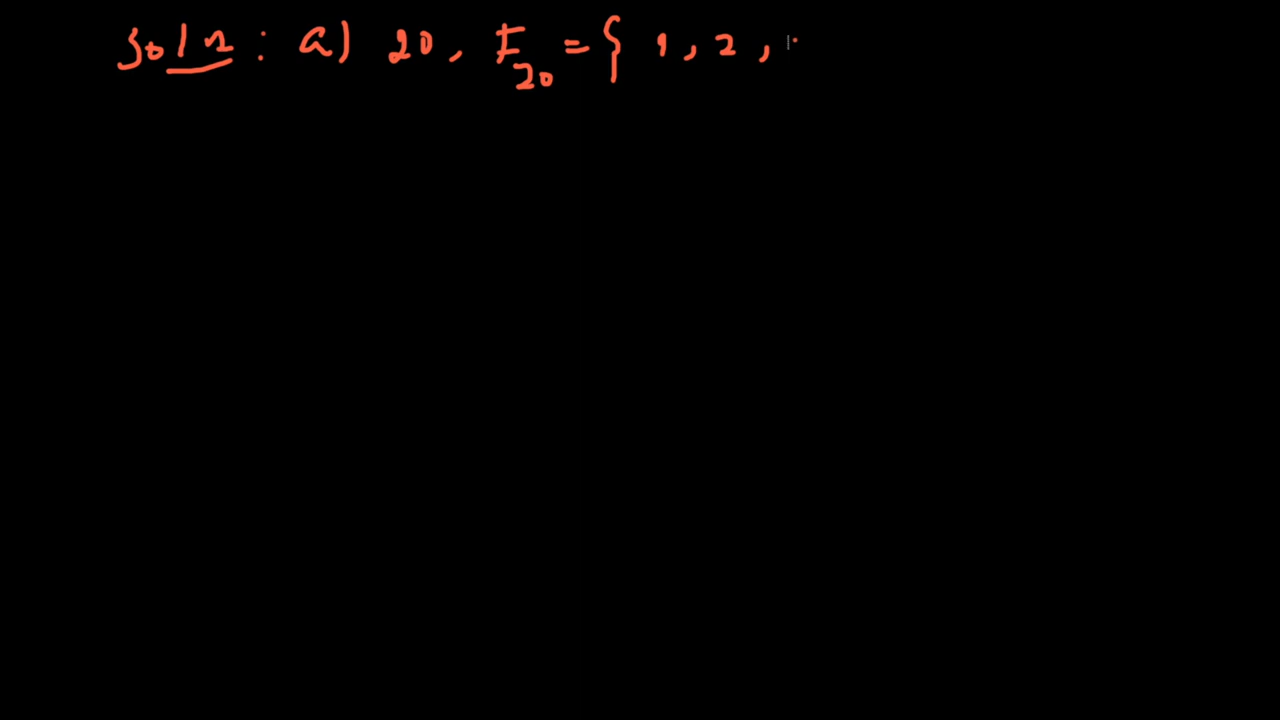 Soln : a) 20, F₂₀ = { 1, 2,